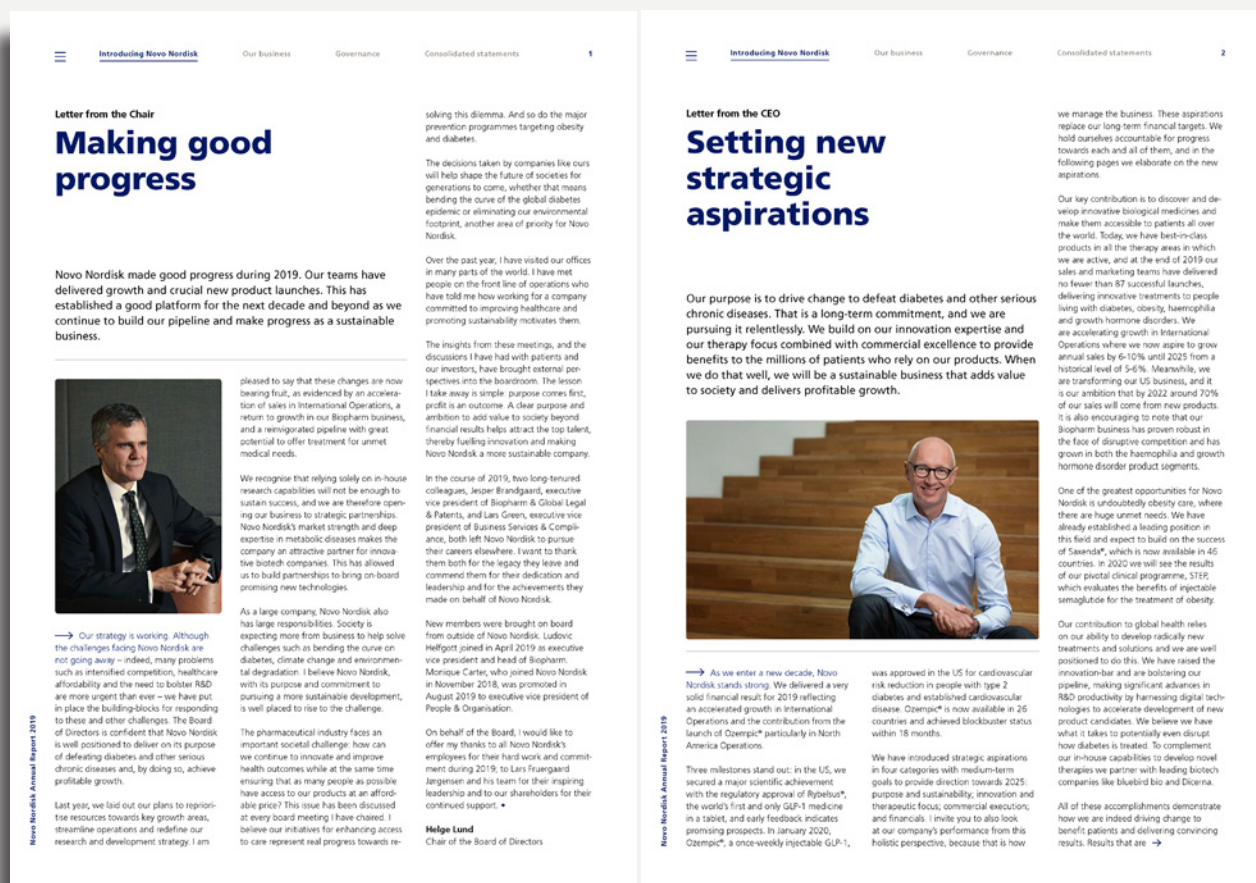 Introducing Novo Nordisk
Our business
Governance
Consolidated statements
1
Letter from the Chair
Making good
progress
Novo Nordisk made good progress during 2019. Our teams have
delivered growth and crucial new product launches. This has
established a good platform for the next decade and beyond as we
continue to build our pipeline and make progress as a sustainable
business.
→ Our strategy is working. Although
the challenges facing Novo Nordisk are
not going away – indeed, many problems
such as intensified competition, healthcare
affordability and the need to bolster R&D
are more urgent than ever – we have put
in place the building-blocks for responding
to these and other challenges. The Board
of Directors is confident that Novo Nordisk
is well positioned to deliver on its purpose
of defeating diabetes and other serious
chronic diseases and, by doing so, achieve
profitable growth.
Last year, we laid out our plans to repriori-
tise resources towards key growth areas,
streamline operations and redefine our
research and development strategy. I am
pleased to say that these changes are now
bearing fruit, as evidenced by an accelera-
tion of sales in International Operations, a
return to growth in our Biopharm business,
and a reinvigorated pipeline with great
potential to offer treatment for unmet
medical needs.
We recognise that relying solely on in-house
research capabilities will not be enough to
sustain success, and we are therefore open-
ing our business to strategic partnerships.
Novo Nordisk's market strength and deep
expertise in metabolic diseases makes the
company an attractive partner for innova-
tive biotech companies. This has allowed
us to build partnerships to bring on-board
promising new technologies.
As a large company, Novo Nordisk also
has large responsibilities. Society is
expecting more from business to help solve
challenges such as bending the curve on
diabetes, climate change and environmen-
tal degradation. I believe Novo Nordisk,
with its purpose and commitment to
pursuing a more sustainable development,
is well placed to rise to the challenge.
The pharmaceutical industry faces an
important societal challenge: how can
we continue to innovate and improve
health outcomes while at the same time
ensuring that as many people as possible
have access to our products at an afford-
able price? This issue has been discussed
at every board meeting I have chaired. I
believe our initiatives for enhancing access
to care represent real progress towards re-
solving this dilemma. And so do the major
prevention programmes targeting obesity
and diabetes.
The decisions taken by companies like ours
will help shape the future of societies for
generations to come, whether that means
bending the curve of the global diabetes
epidemic or eliminating our environmental
footprint, another area of priority for Novo
Nordisk.
Over the past year, I have visited our offices
in many parts of the world. I have met
people on the front line of operations who
have told me how working for a company
committed to improving healthcare and
promoting sustainability motivates them.
The insights from these meetings, and the
discussions I have had with patients and
our investors, have brought external per-
spectives into the boardroom. The lesson
I take away is simple: purpose comes first,
profit is an outcome. A clear purpose and
ambition to add value to society beyond
financial results helps attract the top talent,
thereby fuelling innovation and making
Novo Nordisk a more sustainable company.
In the course of 2019, two long-tenured
colleagues, Jesper Brandgaard, executive
vice president of Biopharm & Global Legal
& Patents, and Lars Green, executive vice
president of Business Services & Compli-
ance, both left Novo Nordisk to pursue
their careers elsewhere. I want to thank
them both for the legacy they leave and
commend them for their dedication and
leadership and for the achievements they
made on behalf of Novo Nordisk.
New members were brought on board
from outside of Novo Nordisk. Ludovic
Helfgott joined in April 2019 as executive
vice president and head of Biopharm.
Monique Carter, who joined Novo Nordisk
in November 2018, was promoted in
August 2019 to executive vice president of
People & Organisation.
On behalf of the Board, I would like to
offer my thanks to all Novo Nordisk's
employees for their hard work and commit-
ment during 2019; to Lars Fruergaard
Jørgensen and his team for their inspiring
leadership and to our shareholders for their
continued support. •
Helge Lund
Chair of the Board of Directors
Novo Nordisk Annual Report 2019
Introducing Novo Nordisk
Our business
Governance
Consolidated statements
2
Letter from the CEO
Setting new
strategic
aspirations
Our purpose is to drive change to defeat diabetes and other serious
chronic diseases. That is a long-term commitment, and we are
pursuing it relentlessly. We build on our innovation expertise and
our therapy focus combined with commercial excellence to provide
benefits to the millions of patients who rely on our products. When
we do that well, we will be a sustainable business that adds value
to society and delivers profitable growth.
→ As we enter a new decade, Novo
Nordisk stands strong. We delivered a very
solid financial result for 2019 reflecting
an accelerated growth in International
Operations and the contribution from the
launch of Ozempic® particularly in North
America Operations.
Three milestones stand out: in the US, we
secured a major scientific achievement
with the regulatory approval of Rybelsus®,
the world's first and only GLP-1 medicine
in a tablet, and early feedback indicates
promising prospects. In January 2020,
Ozempic®, a once-weekly injectable GLP-1,
was approved in the US for cardiovascular
risk reduction in people with type 2
diabetes and established cardiovascular
disease. Ozempic® is now available in 26
countries and achieved blockbuster status
within 18 months.
We have introduced strategic aspirations
in four categories with medium-term
goals to provide direction towards 2025:
purpose and sustainability; innovation and
therapeutic focus; commercial execution;
and financials. I invite you to also look
at our company's performance from this
holistic perspective, because that is how
we manage the business. These aspirations
replace our long-term financial targets. We
hold ourselves accountable for progress
towards each and all of them, and in the
following pages we elaborate on the new
aspirations.
Our key contribution is to discover and de-
velop innovative biological medicines and
make them accessible to patients all over
the world. Today, we have best-in-class
products in all the therapy areas in which
we are active, and at the end of 2019 our
sales and marketing teams have delivered
no fewer than 87 successful launches,
delivering innovative treatments to people
living with diabetes, obesity, haemophilia
and growth hormone disorders. We
are accelerating growth in International
Operations where we now aspire to grow
annual sales by 6-10% until 2025 from a
historical level of 5-6%. Meanwhile, we
are transforming our US business, and it
is our ambition that by 2022 around 70%
of our sales will come from new products.
It is also encouraging to note that our
Biopharm business has proven robust in
the face of disruptive competition and has
grown in both the haemophilia and growth
hormone disorder product segments.
One of the greatest opportunities for Novo
Nordisk is undoubtedly obesity care, where
there are huge unmet needs. We have
already established a leading position in
this field and expect to build on the success
of Saxenda®, which is now available in 46
countries. In 2020 we will see the results
of our pivotal clinical programme, STEP,
which evaluates the benefits of injectable
semaglutide for the treatment of obesity.
Our contribution to global health relies
on our ability to develop radically new
treatments and solutions and we are well
positioned to do this. We have raised the
innovation-bar and are bolstering our
pipeline, making significant advances in
R&D productivity by harnessing digital tech-
nologies to accelerate development of new
product candidates. We believe we have
what it takes to potentially even disrupt
how diabetes is treated. To complement
our in-house capabilities to develop novel
therapies we partner with leading biotech
companies like bluebird bio and Dicerna.
All of these accomplishments demonstrate
how we are indeed driving change to
benefit patients and delivering convincing
results. Results that are →
Novo Nordisk Annual Report 2019